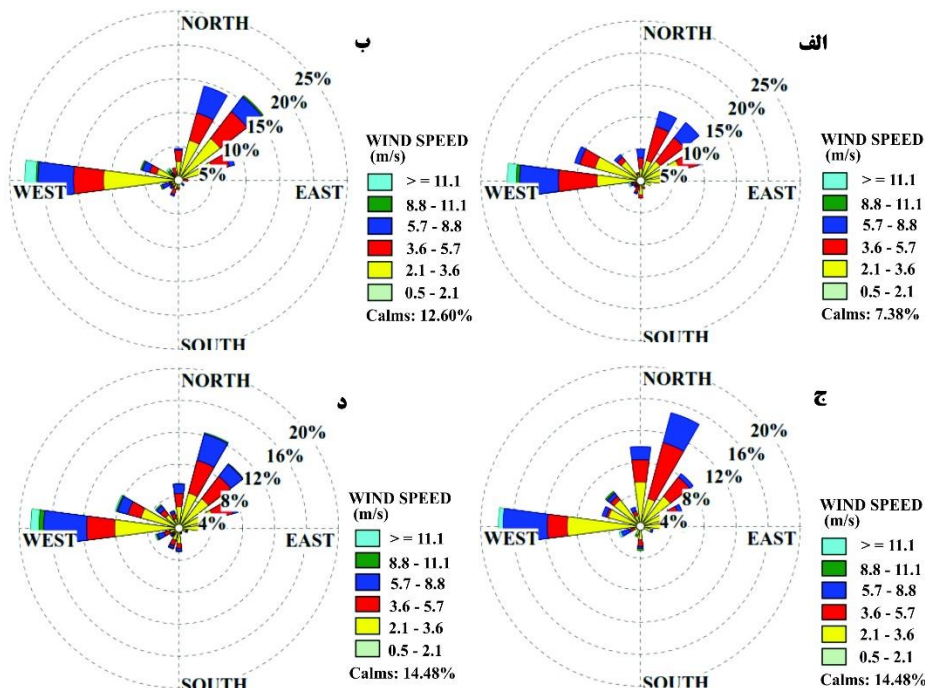 ب
NORTH
25%
20%
15%
10%
5%
WEST
EAST
SOUTH
WIND SPEED
(m/s)
> = 11.1
8.8 - 11.1
5.7 - 8.8
3.6 - 5.7
2.1 - 3.6
0.5 - 2.1
Calms: 12.60%
الف
NORTH
25%
20%
15%
10%
5%
WEST
EAST
SOUTH
WIND SPEED
(m/s)
> = 11.1
8.8 - 11.1
5.7 - 8.8
3.6 - 5.7
2.1 - 3.6
0.5 - 2.1
Calms: 7.38%
د
NORTH
20%
16%
12%
8%
4%
WEST
EAST
SOUTH
WIND SPEED
(m/s)
> = 11.1
8.8 - 11.1
5.7 - 8.8
3.6 - 5.7
2.1 - 3.6
0.5 - 2.1
Calms: 14.48%
ج
NORTH
20%
16%
12%
8%
4%
WEST
EAST
SOUTH
WIND SPEED
(m/s)
> = 11.1
8.8 - 11.1
5.7 - 8.8
3.6 - 5.7
2.1 - 3.6
0.5 - 2.1
Calms: 14.48%